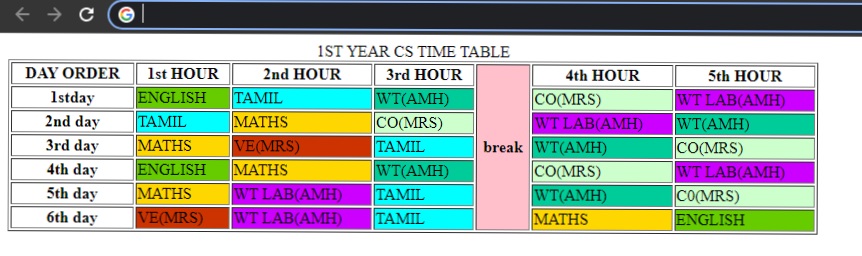 1ST YEAR CS TIME TABLE
DAY ORDER 1st HOUR 2nd HOUR 3rd HOUR break 4th HOUR 5th HOUR
1stday ENGLISH TAMIL WT(AMH) CO(MRS) WT LAB(AMH)
2nd day TAMIL MATHS CO(MRS) WT LAB(AMH) WT(AMH)
3rd day MATHS VE(MRS) TAMIL WT(AMH) CO(MRS)
4th day ENGLISH MATHS WT(AMH) CO(MRS) WT LAB(AMH)
5th day MATHS WT LAB(AMH) TAMIL WT(AMH) C0(MRS)
6th day VE(MRS) WT LAB(AMH) TAMIL MATHS ENGLISH